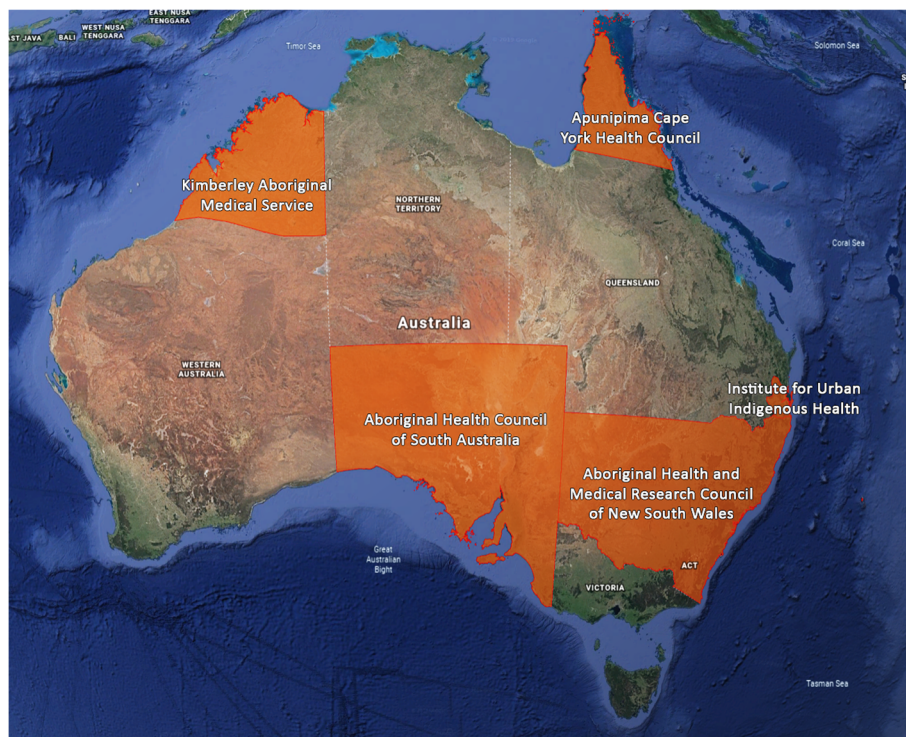 EAST NUSA
TENGGARA
WEST NUSA
TENGGARA
AST JAVA
BALI
Timor Sea
Solomon Sea
Apunipima Cape
York Health Council
Kimberley Aboriginal
Medical Service
NORTHERN
TERRITORY
Coral Sea
QUEENSLAND
Australia
WESTERN
AUSTRALIA
Institute for Urban
Indigenous Health
Aboriginal Health Council
of South Australia
Aboriginal Health and
Medical Research Council
of New South Wales
Great
Australian
Bight
ACT
VICTORIA
Tasman Sea